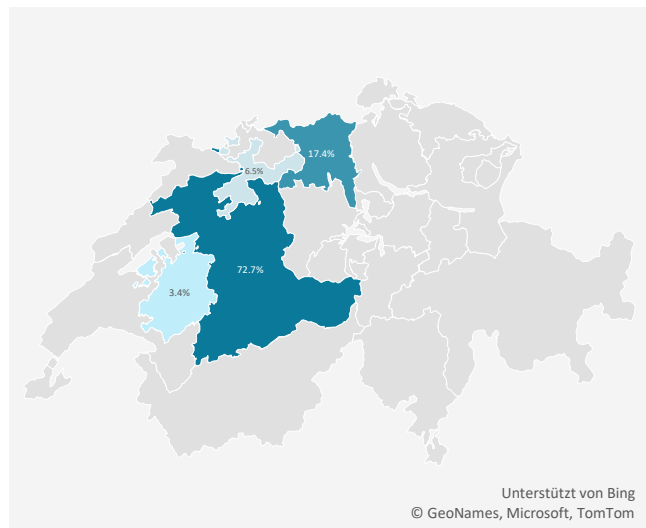 17.4%
6.5%
72.7%
3.4%
Unterstützt von Bing
© GeoNames, Microsoft, TomTom